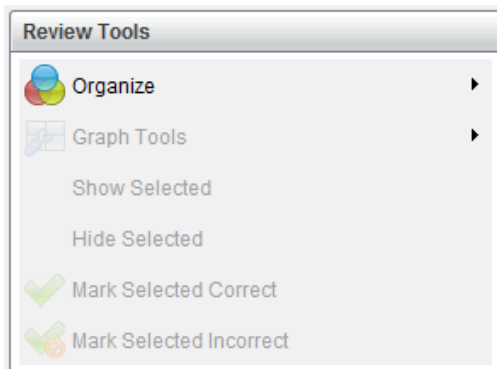 Review Tools
Organize
Graph Tools
Show Selected
Hide Selected
Mark Selected Correct
Mark Selected Incorrect